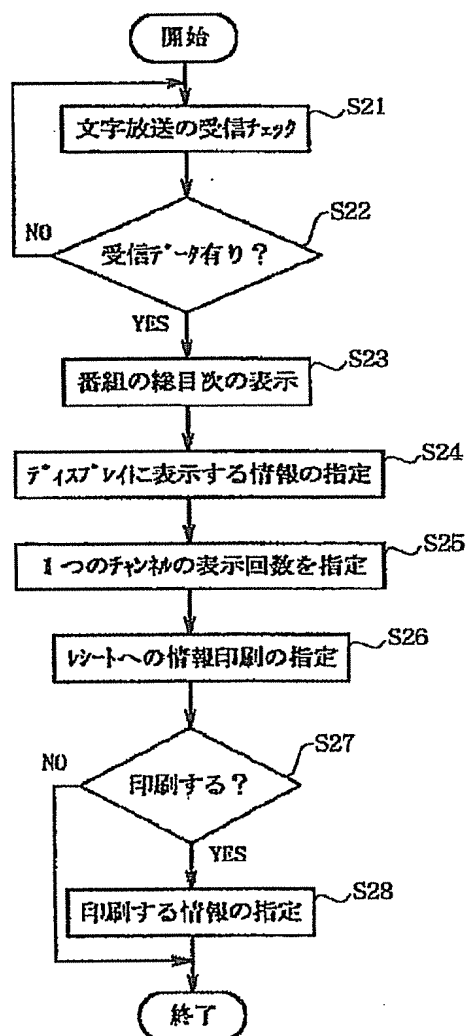 開始
文字放送の受信ﾁｪｯｸ
S21
受信ﾃﾞｰﾀ有り？
S22
NO
YES
番組の総目次の表示
S23
ﾃﾞｨｽﾌﾟﾚｲに表示する情報の指定
S24
1つのﾁｬﾝﾈﾙの表示回数を指定
S25
ﾚｼｰﾄへの情報印刷の指定
S26
印刷する？
S27
NO
YES
印刷する情報の指定
S28
終了